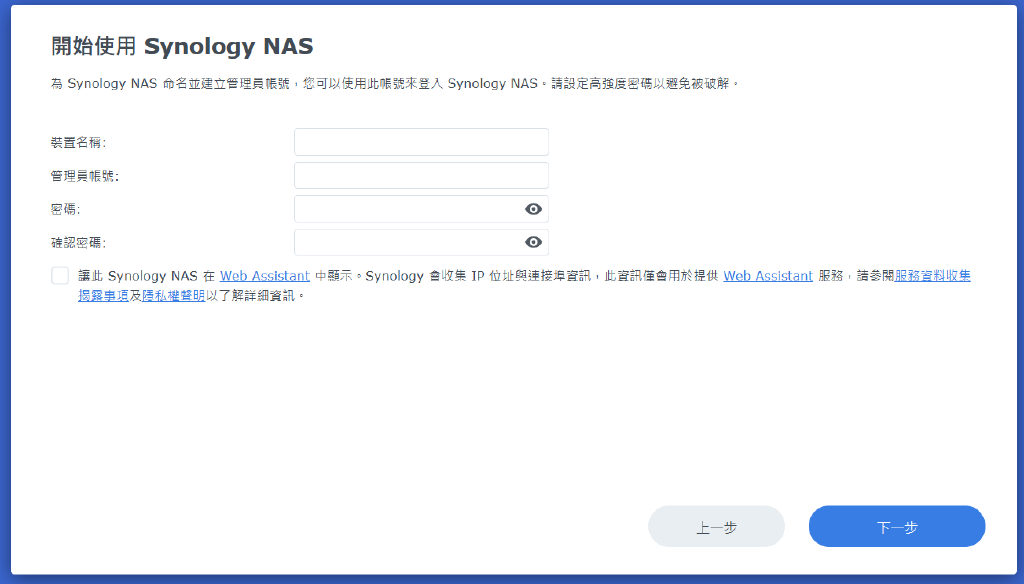 開始使用 Synology NAS
為 Synology NAS 命名並建立管理員帳號，您可以使用此帳號來登入 Synology NAS。請設定高強度密碼以避免被破解。
裝置名稱:
管理員帳號:
密碼:
確認密碼:
讓此 Synology NAS 在 Web Assistant 中顯示。Synology 會收集 IP 位址與連接埠資訊，此資訊僅會用於提供 Web Assistant 服務，請參閱服務資料收集
揭露事項及隱私權聲明以了解詳細資訊。
上一步
下一步